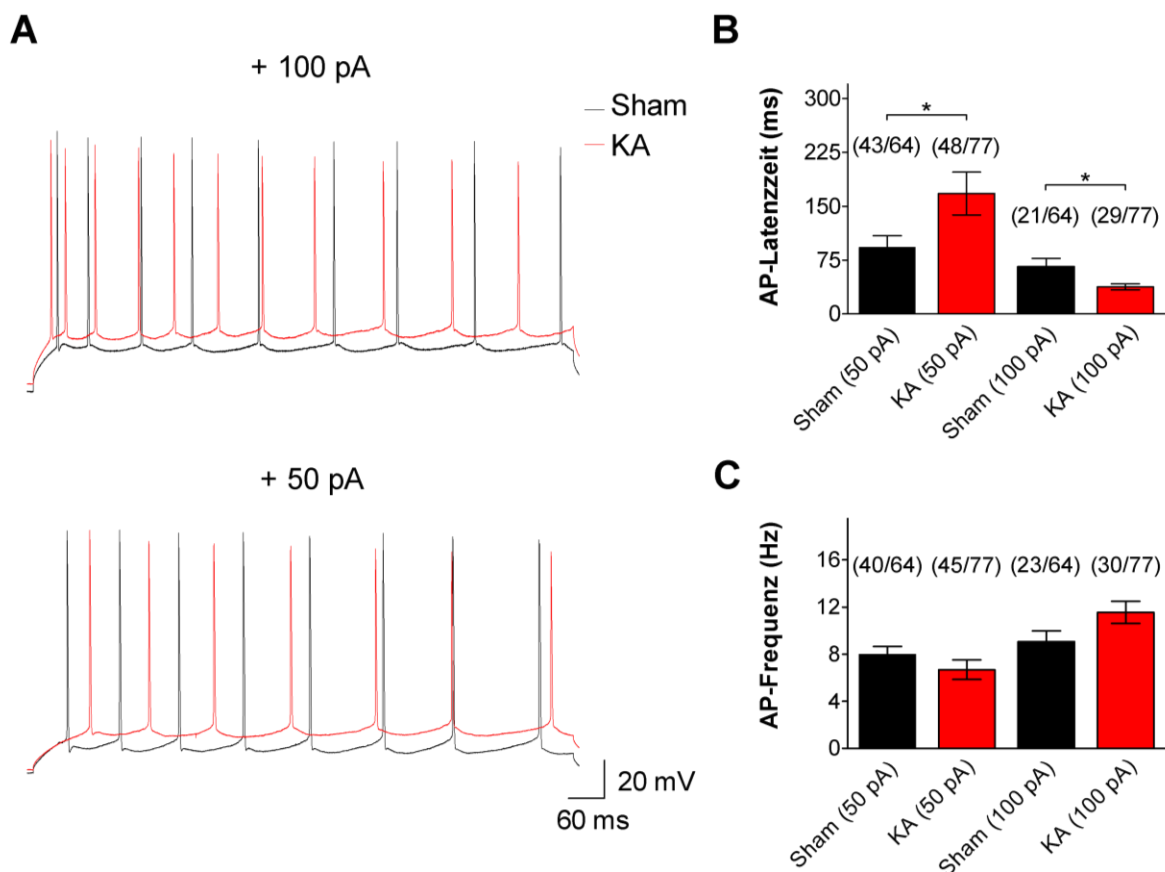 A
+ 100 pA
Sham
KA
+ 50 pA
20 mV
60 ms
B
AP-Latenzzeit (ms)
300
225
150
75
0
*
(43/64)
(48/77)
*
(21/64)
(29/77)
Sham (50 pA)
KA (50 pA)
Sham (100 pA)
KA (100 pA)
C
AP-Frequenz (Hz)
16
12
8
4
0
(40/64)
(45/77)
(23/64)
(30/77)
Sham (50 pA)
KA (50 pA)
Sham (100 pA)
KA (100 pA)